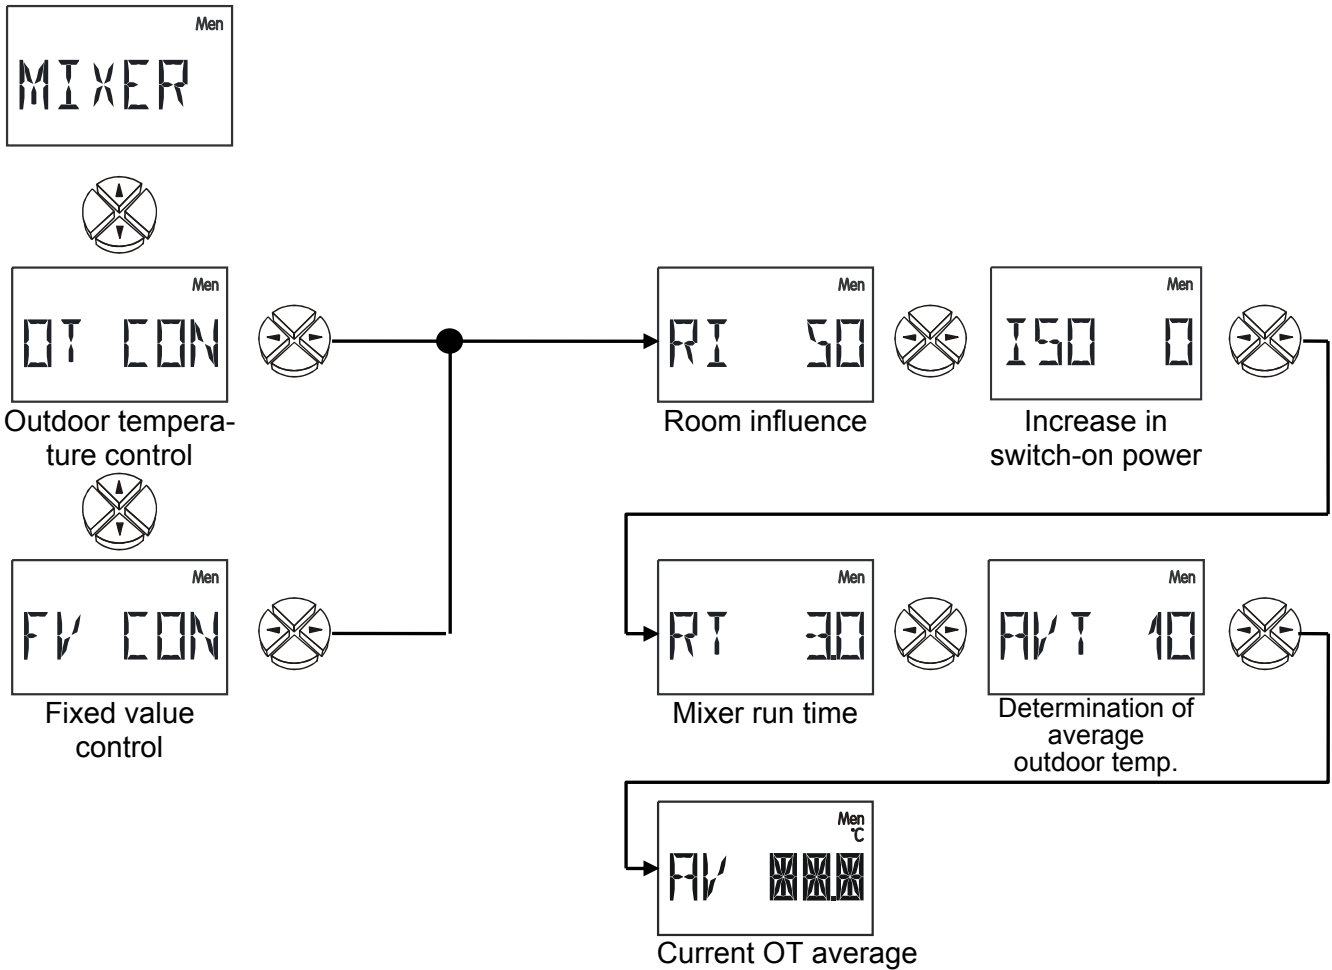 Men
MIXER
Men
OT CON
Outdoor tempera-
ture control
Men
RI 50
Room influence
Men
ISO 0
Increase in
switch-on power
Men
FV CON
Fixed value
control
Men
RT 3.0
Mixer run time
Men
AVT 10
Determination of
average
outdoor temp.
Men
°C
AV
Current OT average